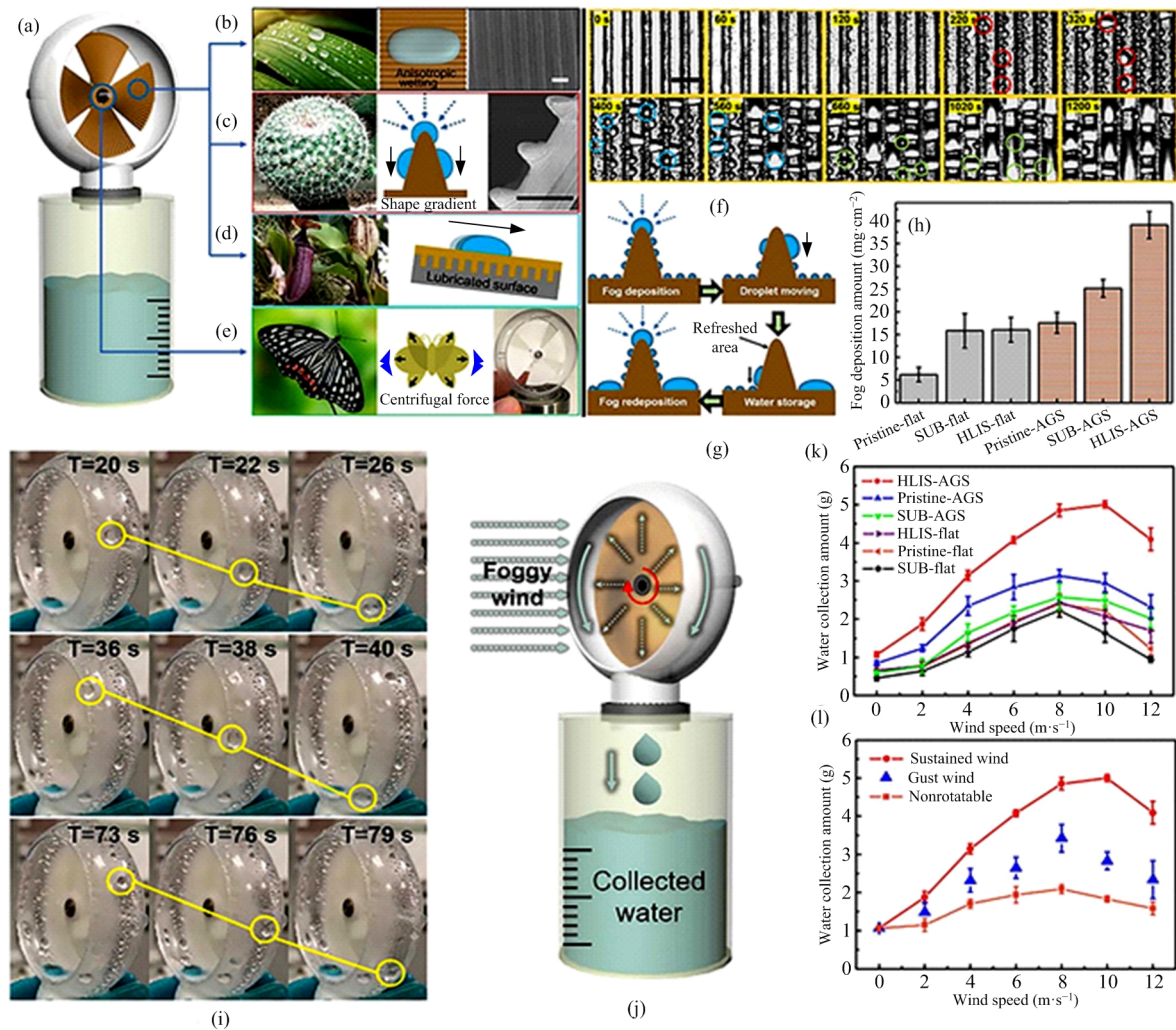 (a)
(b)
Anisotropic
wetting
(c)
Shape gradient
(d)
Lubricated surface
(e)
Centrifugal force
0 s
60 s
120 s
220 s
320 s
400 s
560 s
660 s
1020 s
1200 s
(f)
Fog deposition
Droplet moving
Refreshed
area
Fog redeposition
Water storage
(g)
(h)
Fog deposition amount (mg·cm−2)
40
35
30
25
20
15
10
5
0
Pristine-flat
SUB-flat
HLIS-flat
Pristine-AGS
SUB-AGS
HLIS-AGS
T=20 s
T=22 s
T=26 s
T=36 s
T=38 s
T=40 s
T=73 s
T=76 s
T=79 s
(i)
Foggy
wind
Collected
water
(j)
(k)
Water collection amount (g)
6
5
4
3
2
1
0
HLIS-AGS
Pristine-AGS
SUB-AGS
HLIS-flat
Pristine-flat
SUB-flat
0 2 4 6 8 10 12
Wind speed (m·s−1)
(l)
Water collection amount (g)
6
5
4
3
2
1
0
Sustained wind
Gust wind
Nonrotatable
0 2 4 6 8 10 12
Wind speed (m·s−1)